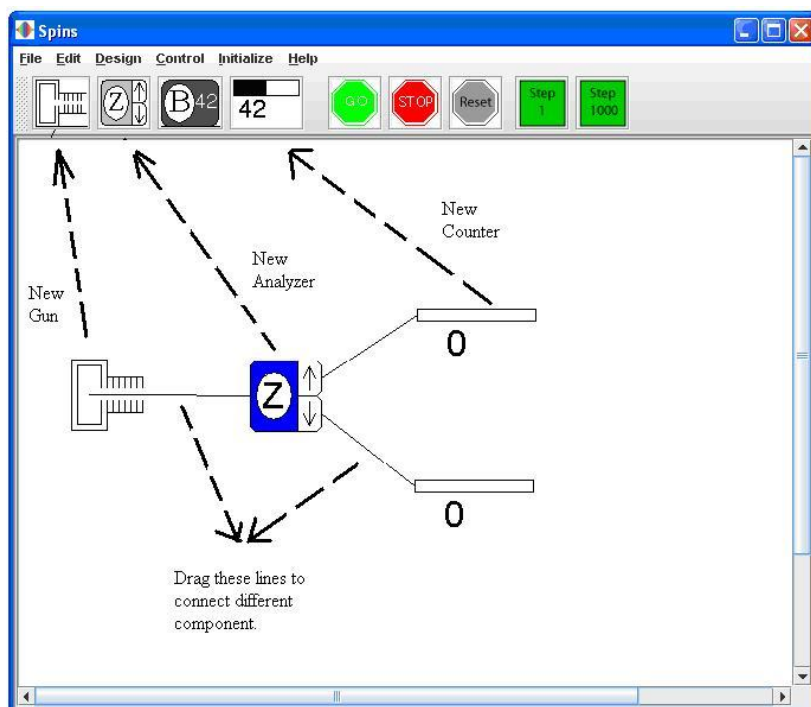 Spins
File Edit Design Control Initialize Help
Z B 42 42 GO STOP Reset Step 1 Step 1000
New
Counter
New
Analyzer
New
Gun
0
Z
0
Drag these lines to
connect different
component.